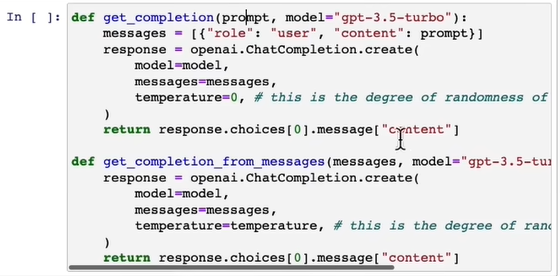 In [ ]: def get_completion(prompt, model="gpt-3.5-turbo"):
    messages = [{"role": "user", "content": prompt}]
    response = openai.ChatCompletion.create(
        model=model,
        messages=messages,
        temperature=0, # this is the degree of randomness of
    )
    return response.choices[0].message["content"]

def get_completion_from_messages(messages, model="gpt-3.5-tu
    response = openai.ChatCompletion.create(
        model=model,
        messages=messages,
        temperature=temperature, # this is the degree of
    )
    return response.choices[0].message["content"]